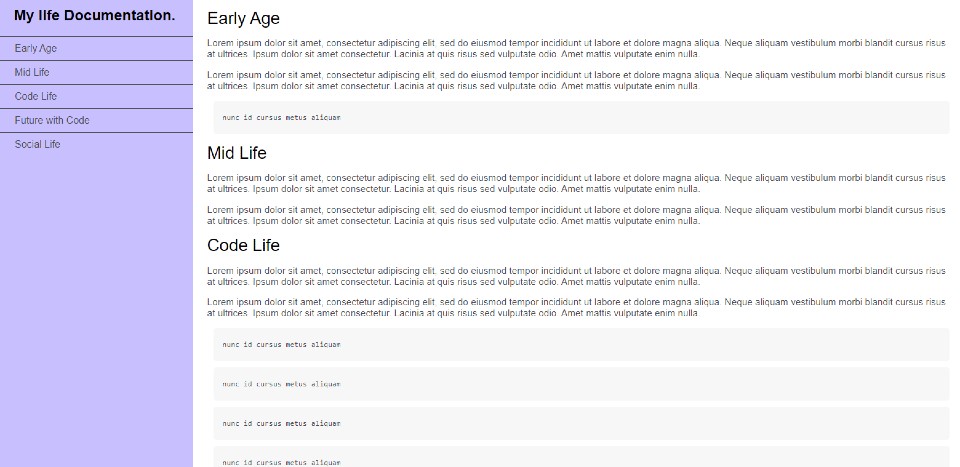 My life Documentation.
Early Age
Mid Life
Code Life
Future with Code
Social Life
Early Age
Lorem ipsum dolor sit amet, consectetur adipiscing elit, sed do eiusmod tempor incididunt ut labore et dolore magna aliqua. Neque aliquam vestibulum morbi blandit cursus risus
at ultrices. Ipsum dolor sit amet consectetur. Lacinia at quis risus sed vulputate odio. Amet mattis vulputate enim nulla.
Lorem ipsum dolor sit amet, consectetur adipiscing elit, sed do eiusmod tempor incididunt ut labore et dolore magna aliqua. Neque aliquam vestibulum morbi blandit cursus risus
at ultrices. Ipsum dolor sit amet consectetur. Lacinia at quis risus sed vulputate odio. Amet mattis vulputate enim nulla.
nunc id cursus metus aliquam
Mid Life
Lorem ipsum dolor sit amet, consectetur adipiscing elit, sed do eiusmod tempor incididunt ut labore et dolore magna aliqua. Neque aliquam vestibulum morbi blandit cursus risus
at ultrices. Ipsum dolor sit amet consectetur. Lacinia at quis risus sed vulputate odio. Amet mattis vulputate enim nulla.
Lorem ipsum dolor sit amet, consectetur adipiscing elit, sed do eiusmod tempor incididunt ut labore et dolore magna aliqua. Neque aliquam vestibulum morbi blandit cursus risus
at ultrices. Ipsum dolor sit amet consectetur. Lacinia at quis risus sed vulputate odio. Amet mattis vulputate enim nulla.
Code Life
Lorem ipsum dolor sit amet, consectetur adipiscing elit, sed do eiusmod tempor incididunt ut labore et dolore magna aliqua. Neque aliquam vestibulum morbi blandit cursus risus
at ultrices. Ipsum dolor sit amet consectetur. Lacinia at quis risus sed vulputate odio. Amet mattis vulputate enim nulla.
Lorem ipsum dolor sit amet, consectetur adipiscing elit, sed do eiusmod tempor incididunt ut labore et dolore magna aliqua. Neque aliquam vestibulum morbi blandit cursus risus
at ultrices. Ipsum dolor sit amet consectetur. Lacinia at quis risus sed vulputate odio. Amet mattis vulputate enim nulla.
nunc id cursus metus aliquam
nunc id cursus metus aliquam
nunc id cursus metus aliquam
nunc id cursus metus aliquam